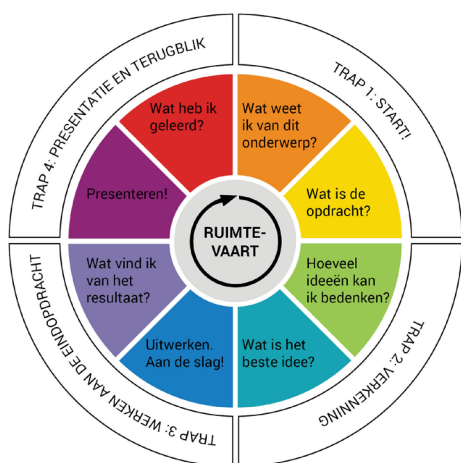 TRAP 1: START!
Wat weet
ik van dit
onderwerp?
Wat is de
opdracht?
TRAP 2: VERKENNING
Hoeveel
ideeën kan
ik bedenken?
Wat is het
beste idee?
TRAP 3: WERKEN AAN DE EINDOPDRACHT
Uitwerken.
Aan de slag!
Wat vind ik
van het
resultaat?
TRAP 4: PRESENTATIE EN TERUGBLIK
Presenteren!
Wat heb ik
geleerd?
RUIMTE-
VAART